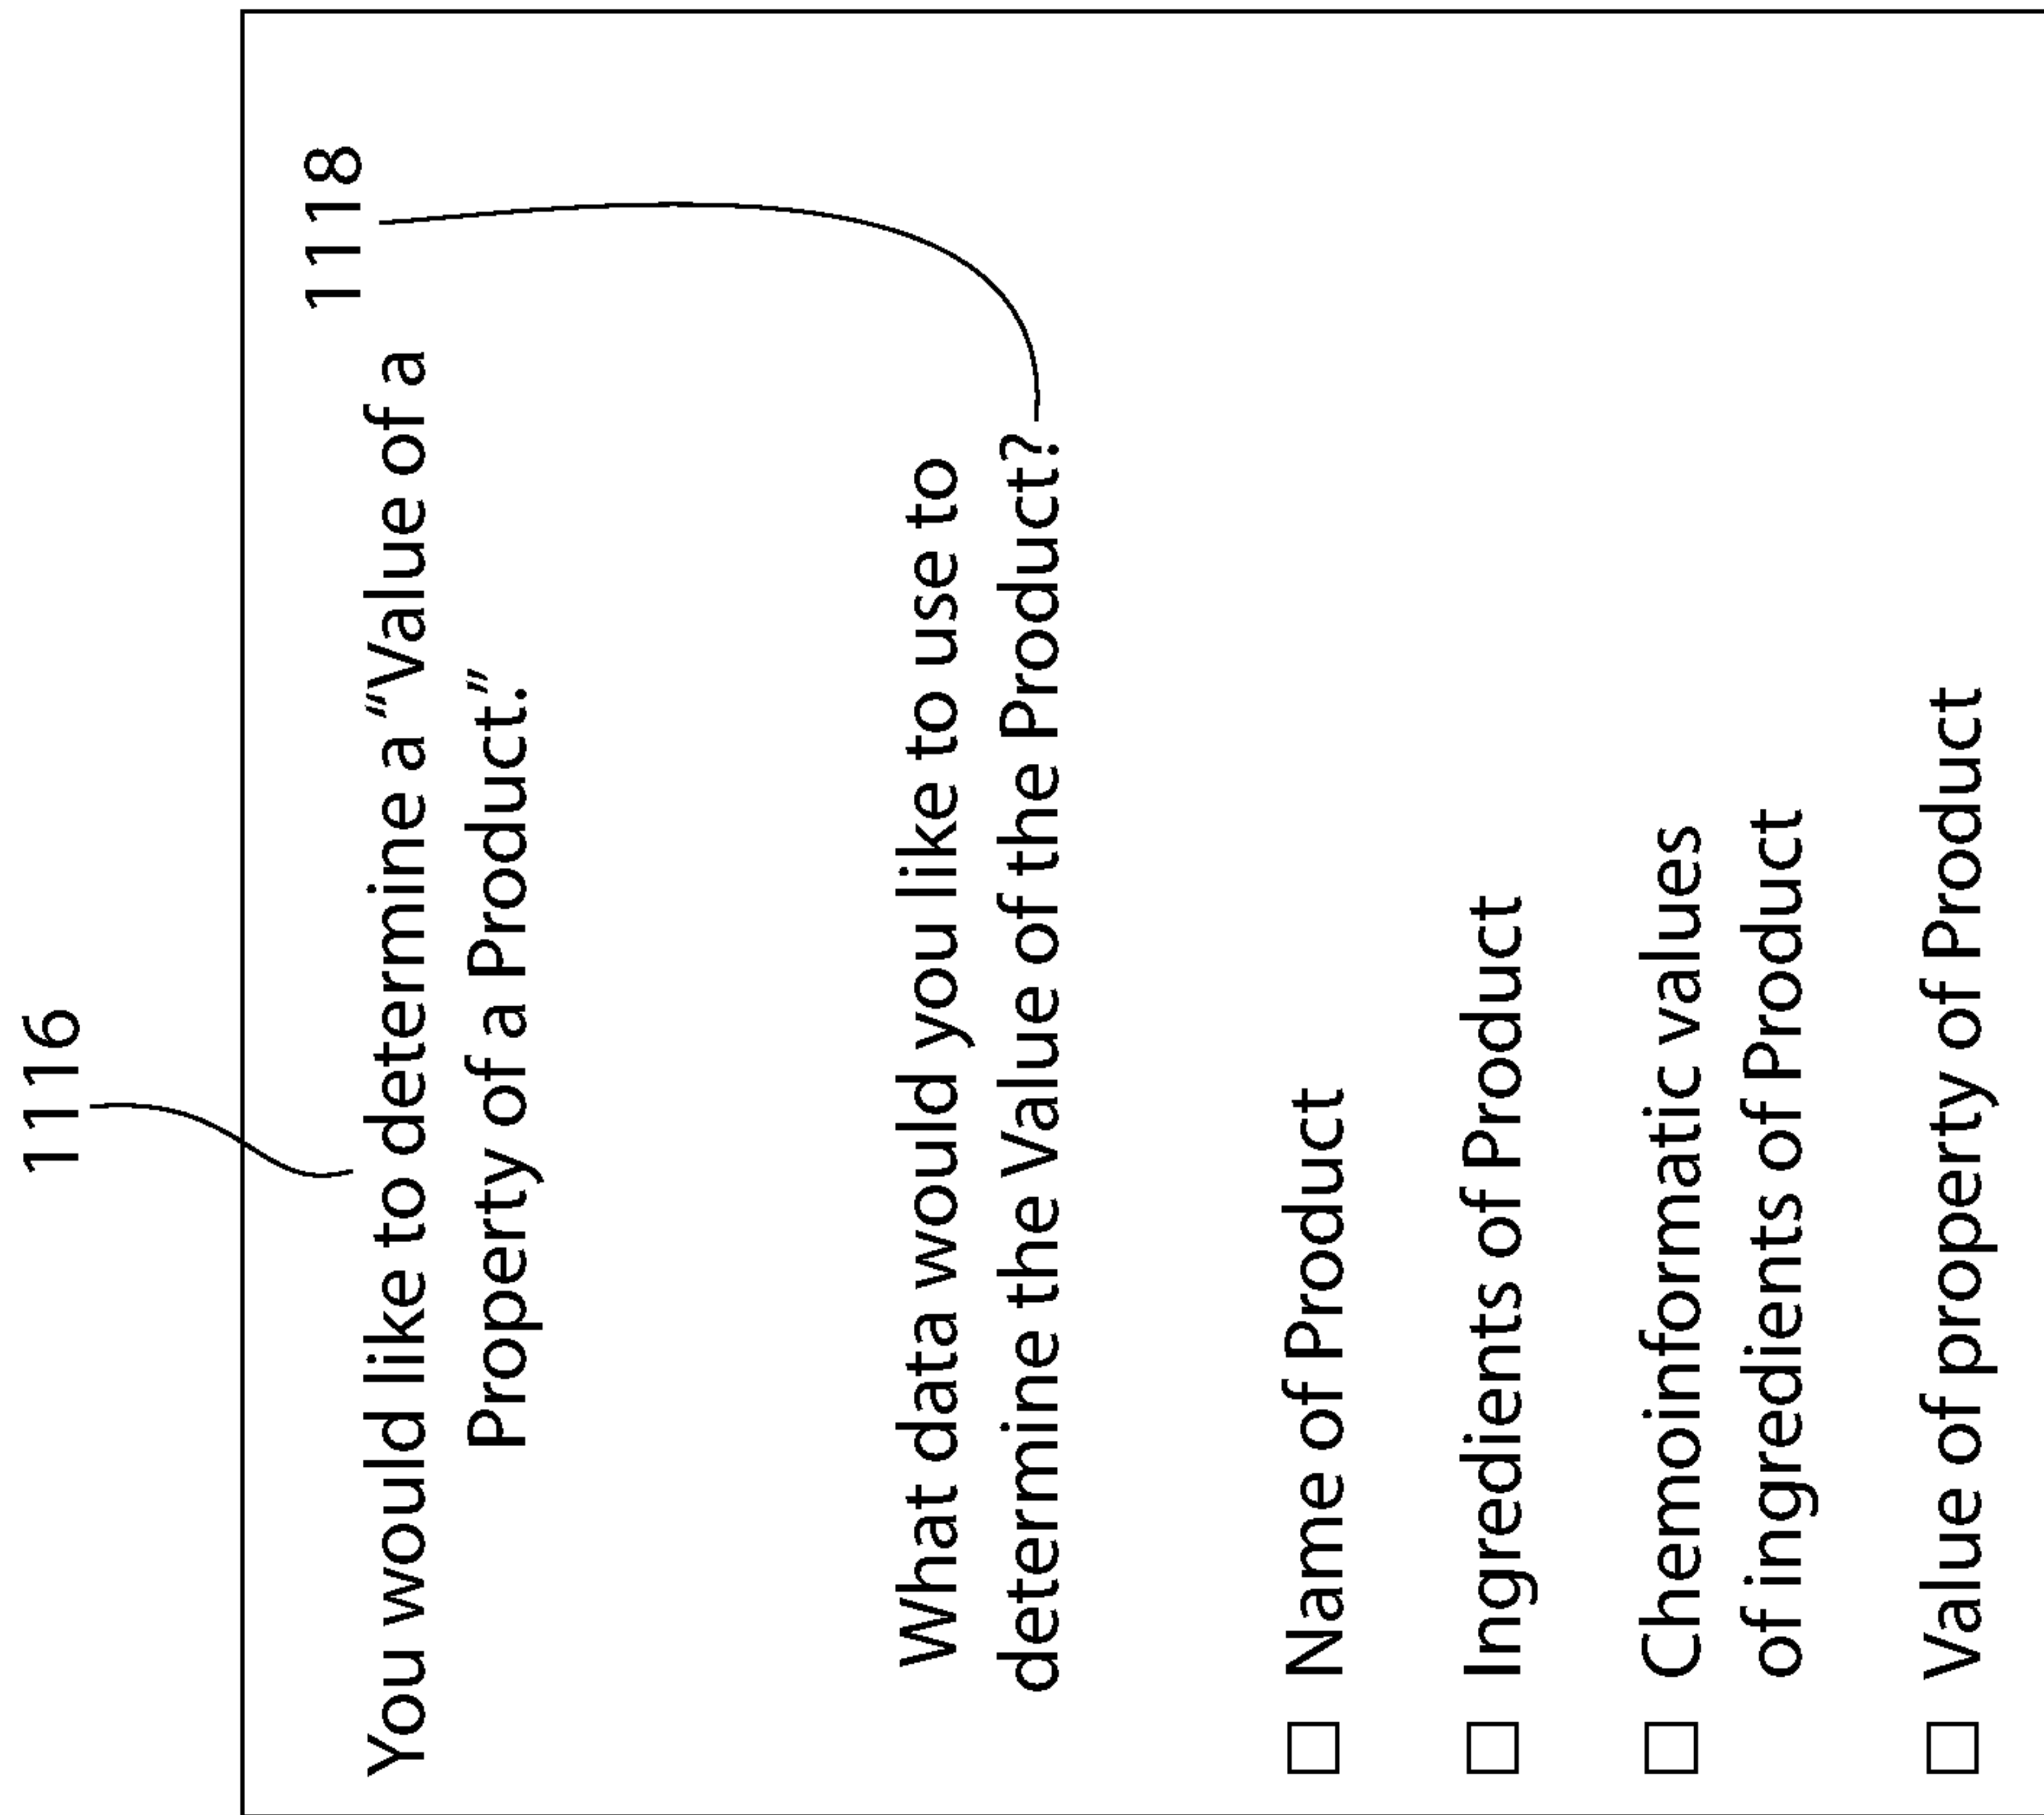 1116
1118
You would like to determine a “Value of a
Property of a Product.”
What data would you like to use to
determine the Value of the Product?
Name of Product
Ingredients of Product
Chemoinformatic values
of ingredients of Product
Value of property of Product